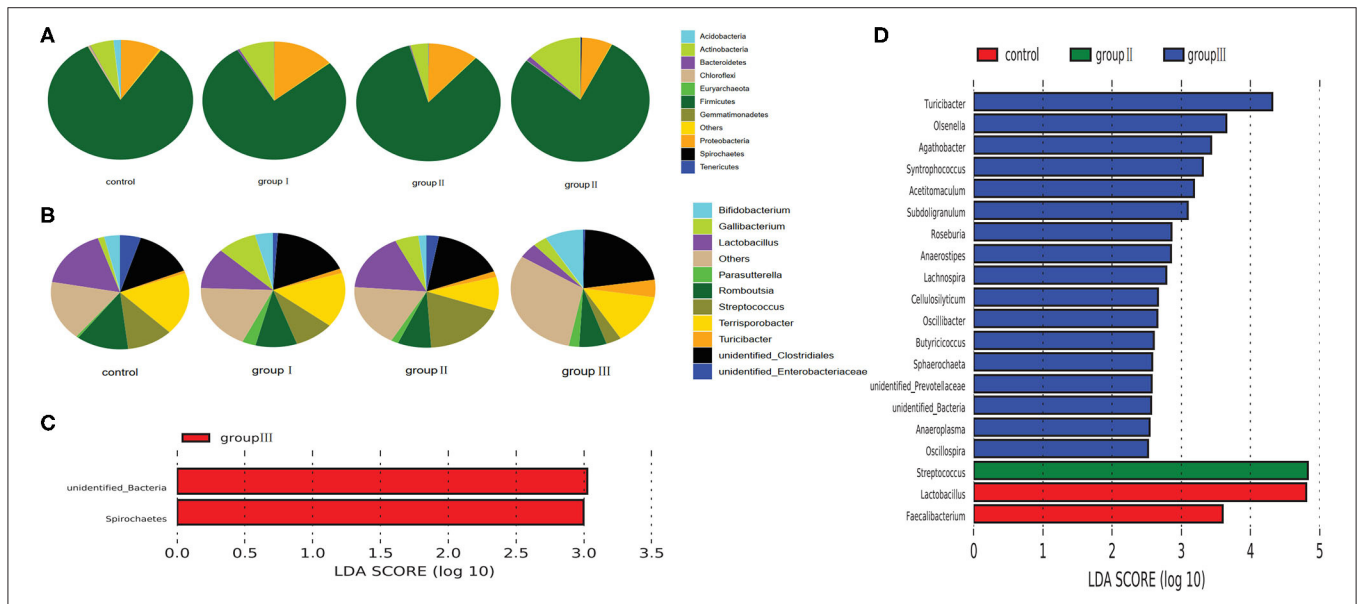 A
control
group I
group II
group II
Acidobacteria
Actinobacteria
Bacteroidetes
Chloroflexi
Euryarchaeota
Firmicutes
Gemmatimonadetes
Others
Proteobacteria
Spirochaetes
Tenericutes
B
control
group I
group II
group III
Bifidobacterium
Gallibacterium
Lactobacillus
Others
Parasutterella
Romboutsia
Streptococcus
Terrisporobacter
Turicibacter
unidentified_Clostridiales
unidentified_Enterobacteriaceae
C
groupIII
unidentified_Bacteria
Spirochaetes
0.0 0.5 1.0 1.5 2.0 2.5 3.0 3.5
LDA SCORE (log 10)
D
control group II groupIII
Turicibacter
Olsenella
Agathobacter
Syntrophococcus
Acetitomaculum
Subdoligranulum
Roseburia
Anaerostipes
Lachnospira
Cellulosilyticum
Oscillibacter
Butyricicoccus
Sphaerochaeta
unidentified_Prevotellaceae
unidentified_Bacteria
Anaeroplasma
Oscillospira
Streptococcus
Lactobacillus
Faecalibacterium
0 1 2 3 4 5
LDA SCORE (log 10)